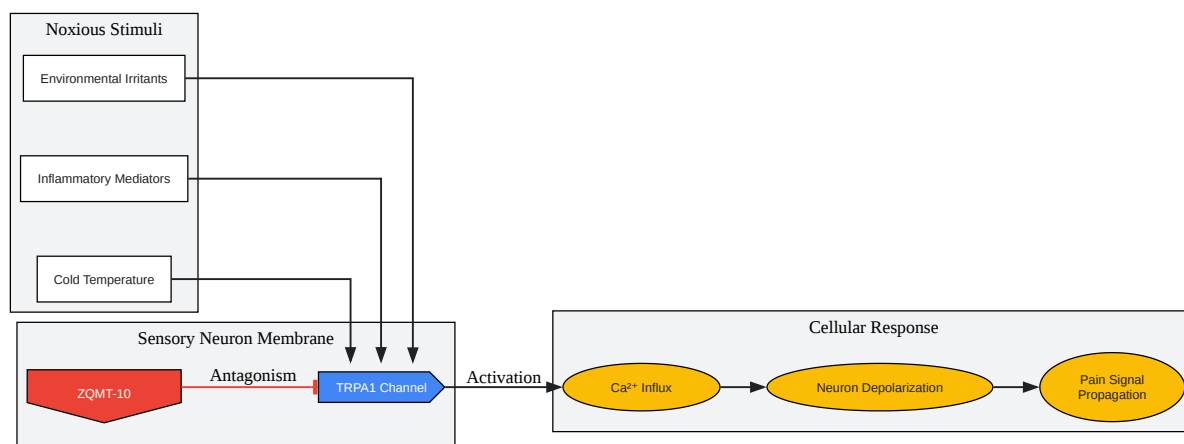 Noxious Stimuli
Environmental Irritants
Inflammatory Mediators
Cold Temperature
Sensory Neuron Membrane
ZQMT-10
Antagonism
TRPA1 Channel
Activation
Cellular Response
Ca²⁺ Influx
Neuron Depolarization
Pain Signal
Propagation